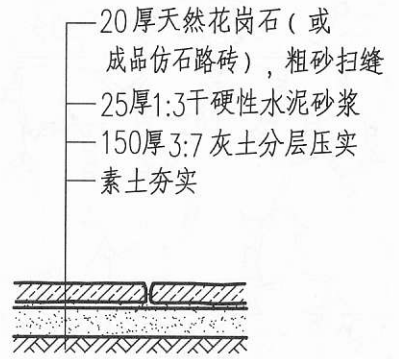 20厚天然花岗石(或
成品仿石路砖),粗砂扫缝
25厚1:3干硬性水泥砂浆
150厚3:7灰土分层压实
素土夯实